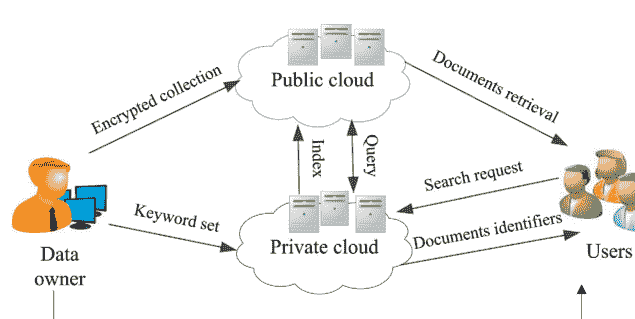 Public cloud
Encrypted collection
Documents retrieval
Index
Query
Search request
Keyword set
Private cloud
Documents identifiers
Data
owner
Users